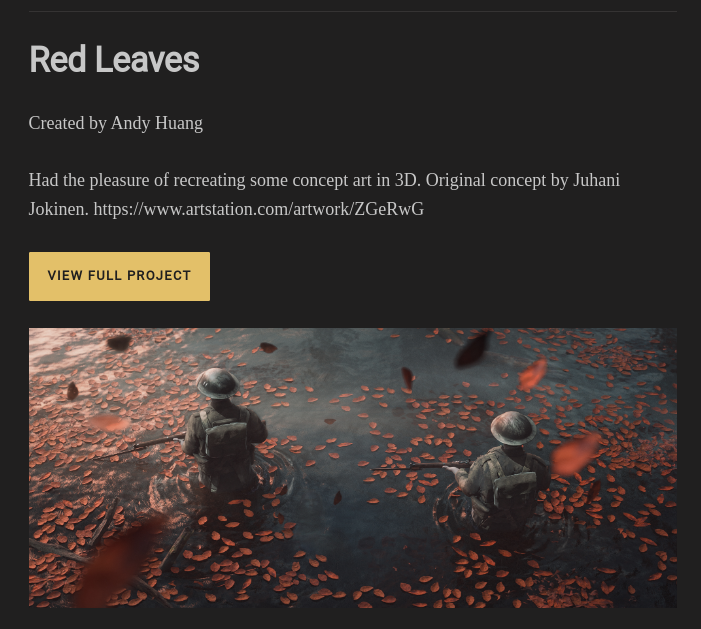 Red Leaves
Created by Andy Huang
Had the pleasure of recreating some concept art in 3D. Original concept by Juhani
Jokinen. https://www.artstation.com/artwork/ZGeRwG
VIEW FULL PROJECT